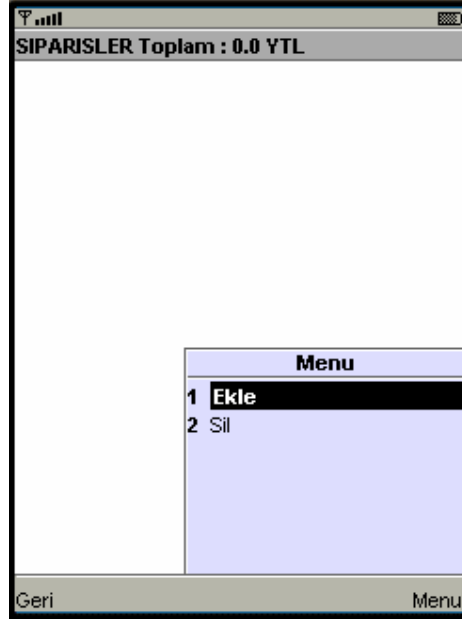 SIPARISLER Toplam : 0.0 YTL
Menu
1 Ekle
2 Sil
Geri Menu